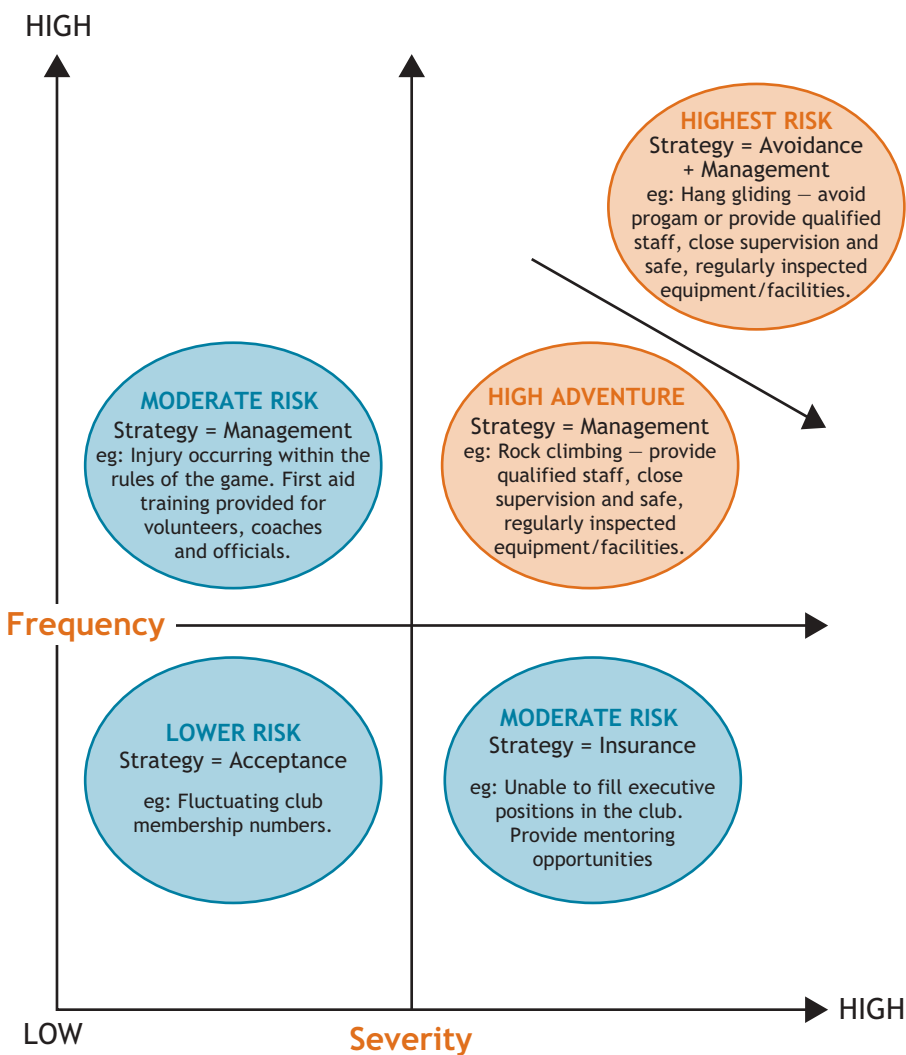 HIGH
HIGHEST RISK
Strategy = Avoidance
+ Management
eg: Hang gliding — avoid
progam or provide qualified
staff, close supervision and
safe, regularly inspected
equipment/facilities.
MODERATE RISK
Strategy = Management
eg: Injury occurring within the
rules of the game. First aid
training provided for
volunteers, coaches
and officials.
HIGH ADVENTURE
Strategy = Management
eg: Rock climbing — provide
qualified staff, close
supervision and safe,
regularly inspected
equipment/facilities.
Frequency
LOWER RISK
Strategy = Acceptance
eg: Fluctuating club
membership numbers.
MODERATE RISK
Strategy = Insurance
eg: Unable to fill executive
positions in the club.
Provide mentoring
opportunities
LOW
Severity
HIGH